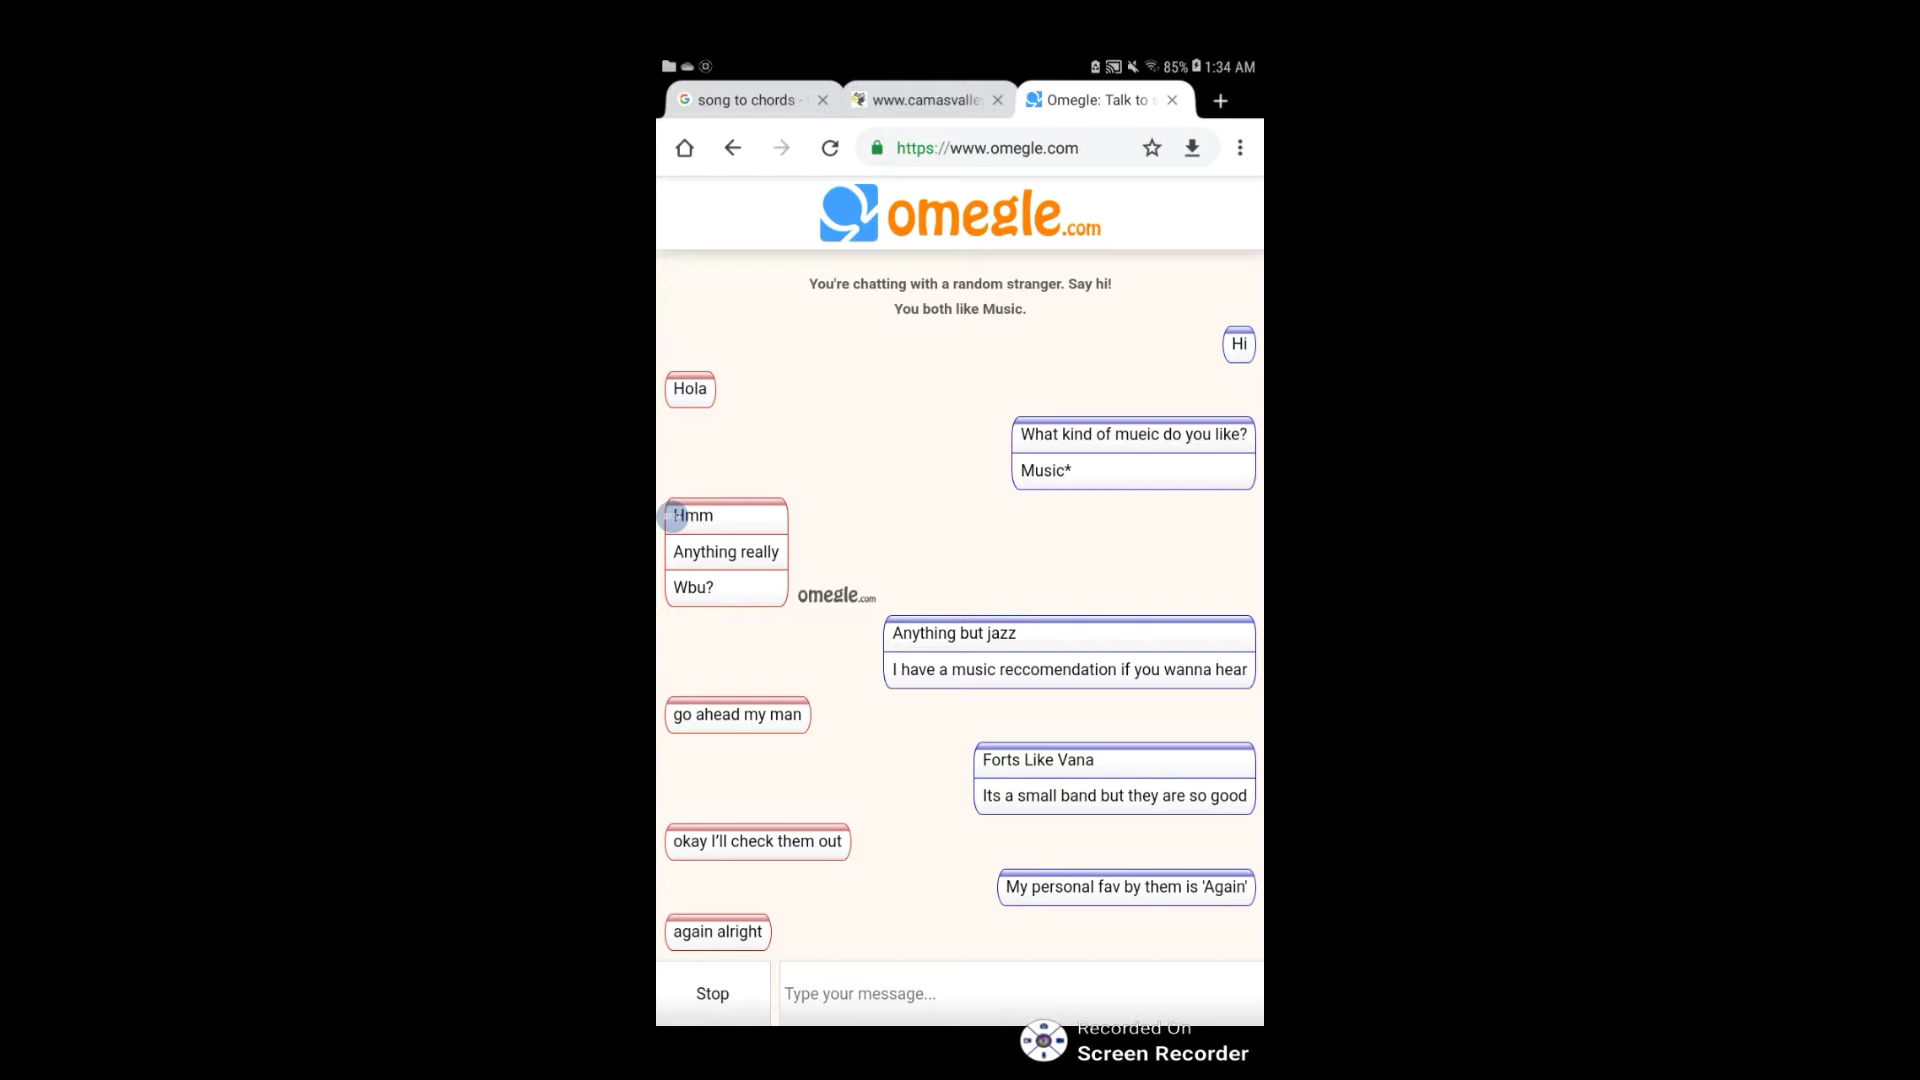 85% 1:34 AM
song to chords -
www.camasvalle
Omegle: Talk to s
https://www.omegle.com
omegle.com
You're chatting with a random stranger. Say hi!
You both like Music.
Hi
Hola
What kind of mueic do you like?
Music*
Hmm
Anything really
Wbu?
omegle.com
Anything but jazz
I have a music reccomendation if you wanna hear
go ahead my man
Forts Like Vana
Its a small band but they are so good
okay I’ll check them out
My personal fav by them is 'Again'
again alright
Stop
Type your message...
Recorded On
Screen Recorder